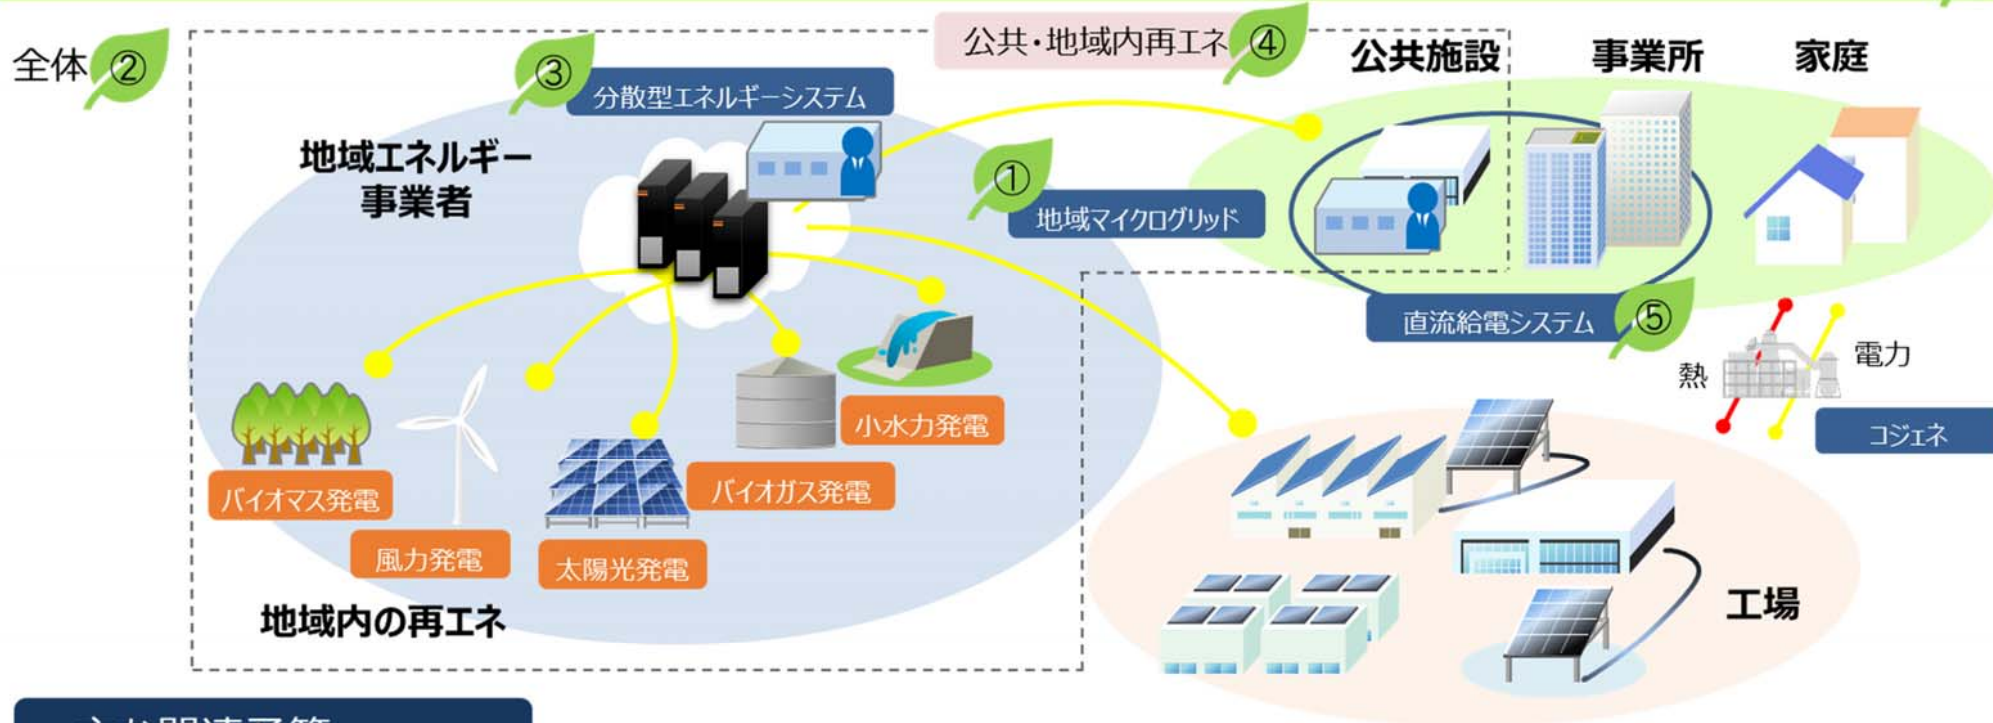 全体 ②
公共・地域内再エネ ④
公共施設
事業所
家庭
③
分散型エネルギーシステム
地域エネルギー
事業者
①
地域マイクログリッド
直流給電システム ⑤
熱
電力
コジェネ
小水力発電
バイオガス発電
バイオマス発電
風力発電
太陽光発電
地域内の再エネ
工場